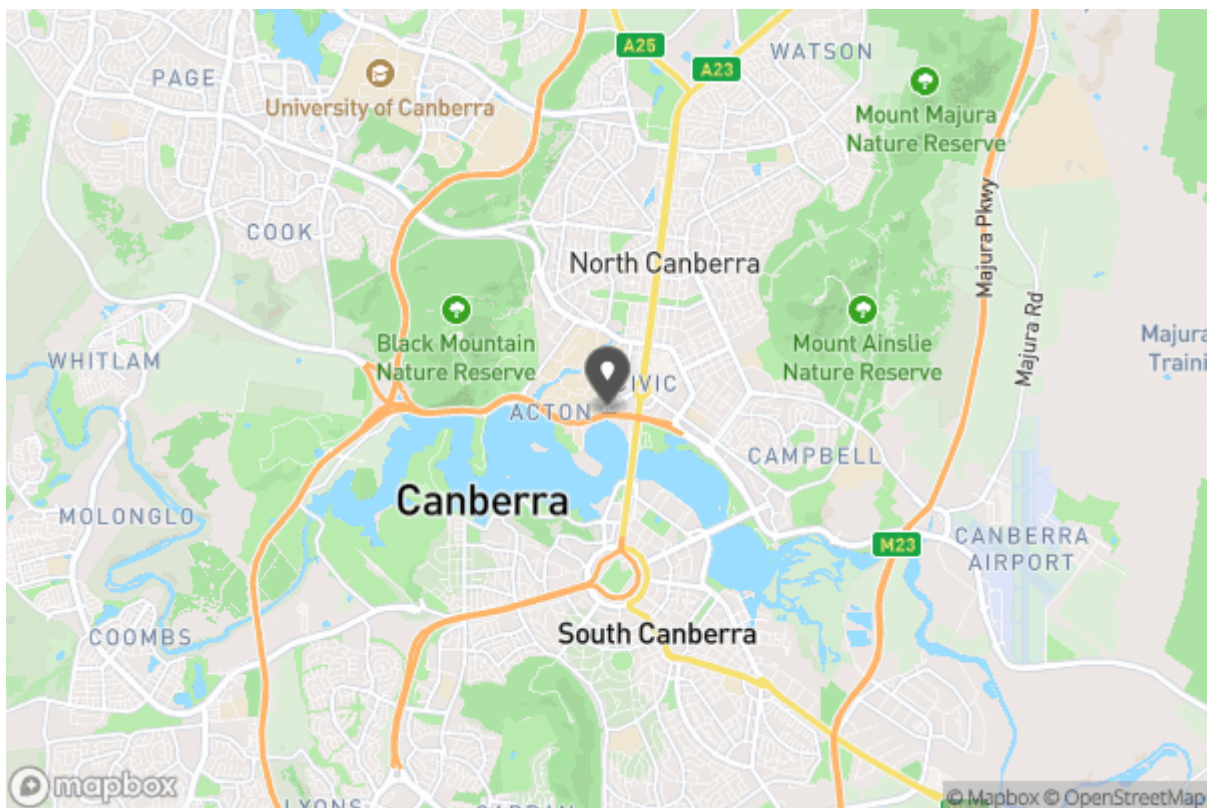 A25
A23
WATSON
PAGE
University of Canberra
Mount Majura
Nature Reserve
COOK
Majura Pkwy
North Canberra
Majura Rd
Black Mountain
Nature Reserve
Mount Ainslie
Nature Reserve
Majura
Traini
WHITLAM
CIVIC
ACTON
CAMPBELL
Canberra
MOLONGLO
M23
CANBERRA
AIRPORT
COOMBS
South Canberra
mapbox
LYONS
© Mapbox © OpenStreetMap